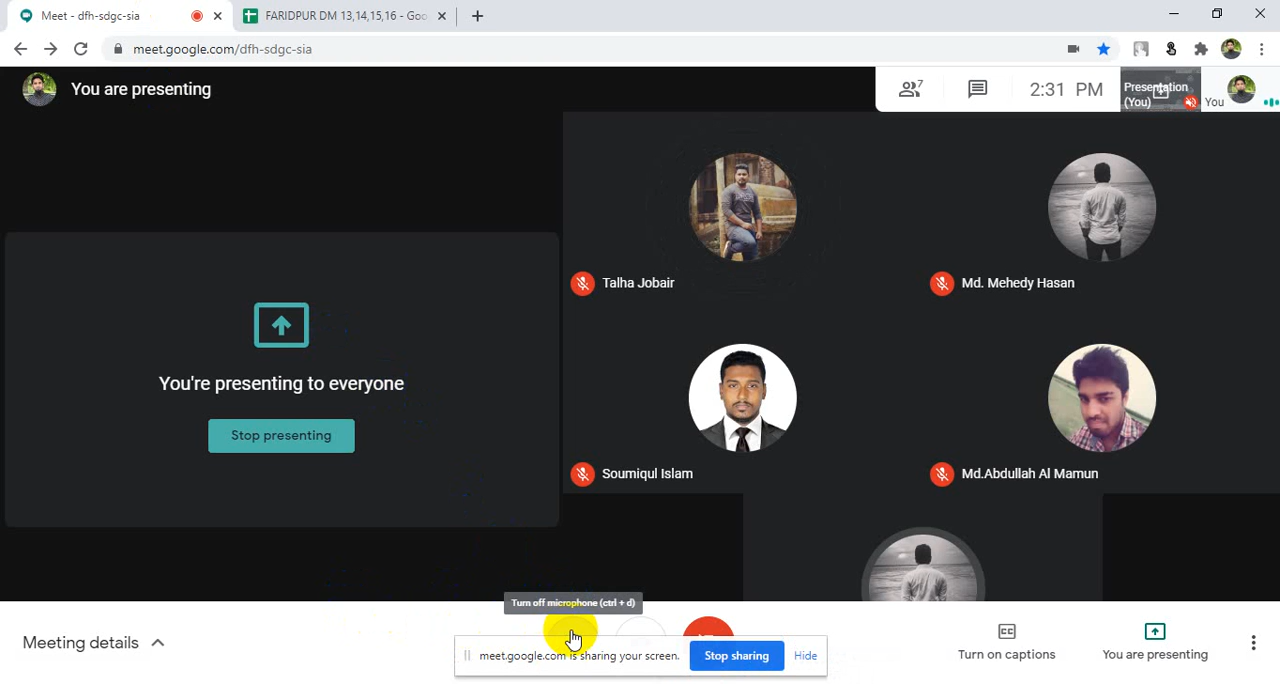 Meet - dfh-sdgc-sia
FARIDPUR DM 13,14,15,16 - Goo
meet.google.com/dfh-sdgc-sia
You are presenting
7
2:31 PM
Presentation
(You)
You
You're presenting to everyone
Stop presenting
Talha Jobair
Md. Mehedy Hasan
Soumiqul Islam
Md.Abdullah Al Mamun
Turn off microphone (ctrl + d)
Meeting details
meet.google.com is sharing your screen.
Stop sharing
Hide
CC
Turn on captions
You are presenting